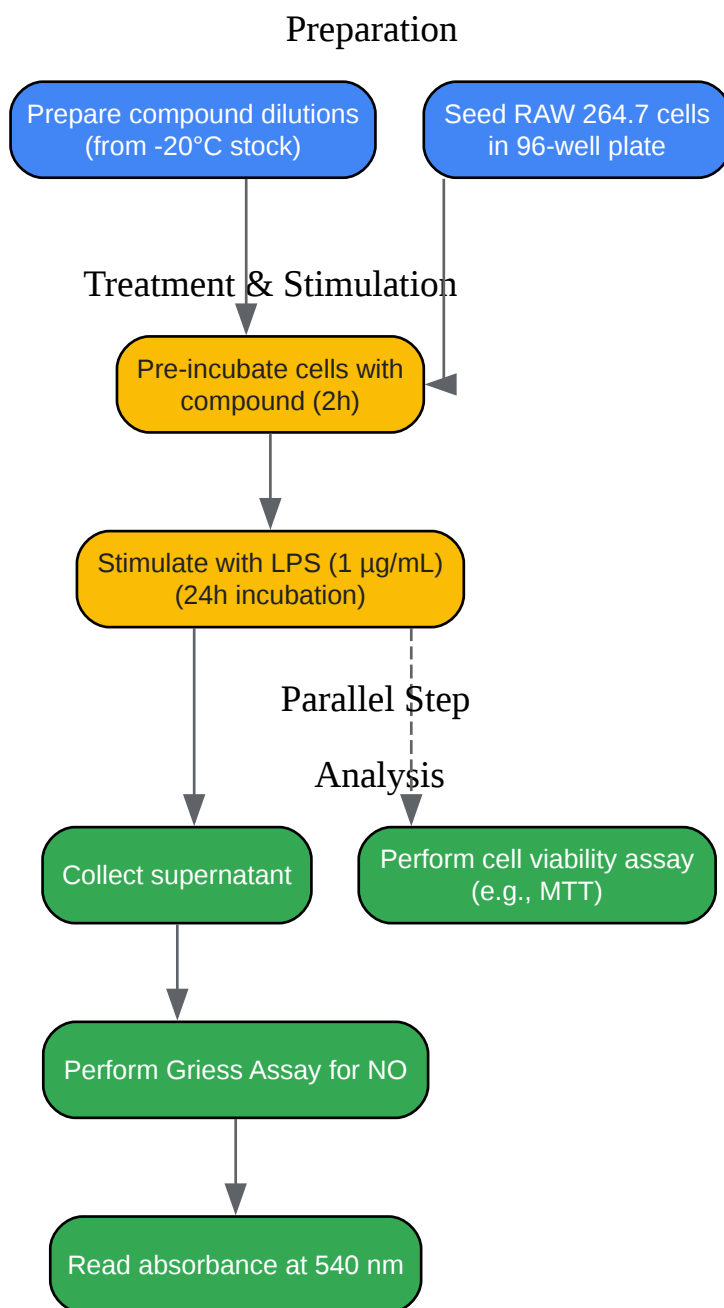 Preparation
Prepare compound dilutions
(from -20°C stock)
Seed RAW 264.7 cells
in 96-well plate
Treatment & Stimulation
Pre-incubate cells with
compound (2h)
Stimulate with LPS (1 µg/mL)
(24h incubation)
Parallel Step
Analysis
Collect supernatant
Perform cell viability assay
(e.g., MTT)
Perform Griess Assay for NO
Read absorbance at 540 nm